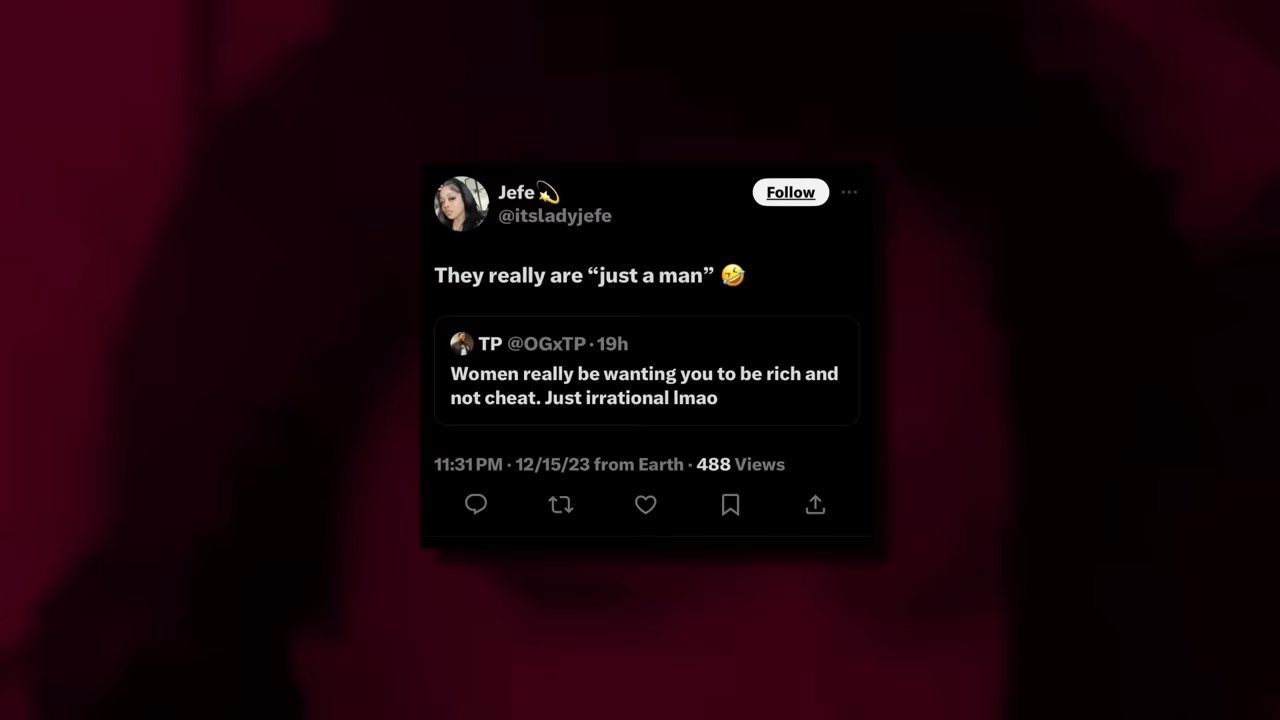 Jefe💫
Follow
@itsladyjefe
They really are “just a man” 🤣
TP @OGxTP · 19h
Women really be wanting you to be rich and
not cheat. Just irrational lmao
11:31 PM · 12/15/23 from Earth · 488 Views